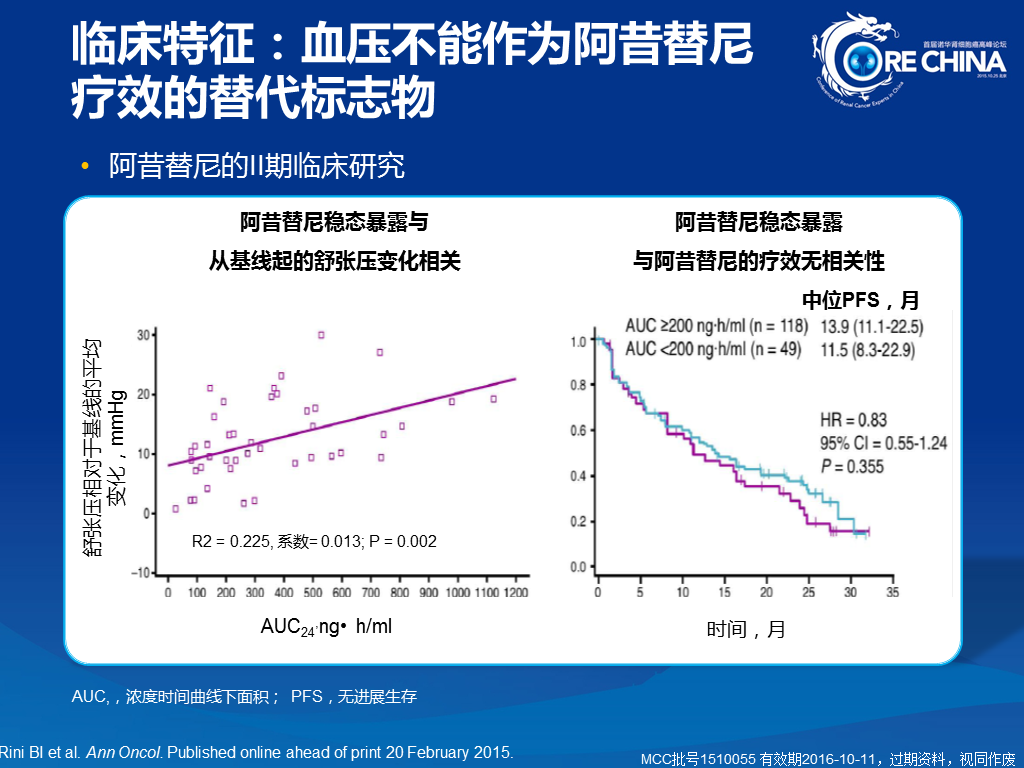 临床特征：血压不能作为阿昔替尼
疗效的替代标志物
首届诺华肾细胞癌高峰论坛
CORE CHINA
2015.10.25 北京
Conference of Renal Cancer Experts in China
• 阿昔替尼的II期临床研究
阿昔替尼稳态暴露与
从基线起的舒张压变化相关
舒张压相对于基线的平均
变化，mmHg
30
20
10
0
−10
R2 = 0.225, 系数= 0.013; P = 0.002
0 100 200 300 400 500 600 700 800 900 1000 1100 1200
AUC24·ng• h/ml
阿昔替尼稳态暴露
与阿昔替尼的疗效无相关性
中位PFS，月
AUC ≥200 ng·h/ml (n = 118) 13.9 (11.1-22.5)
AUC <200 ng·h/ml (n = 49) 11.5 (8.3-22.9)
HR = 0.83
95% CI = 0.55-1.24
P = 0.355
1.0
0.8
0.6
0.4
0.2
0.0
0 5 10 15 20 25 30 35
时间，月
AUC,，浓度时间曲线下面积； PFS，无进展生存
Rini BI et al. Ann Oncol. Published online ahead of print 20 February 2015.
MCC批号1510055 有效期2016-10-11，过期资料，视同作废